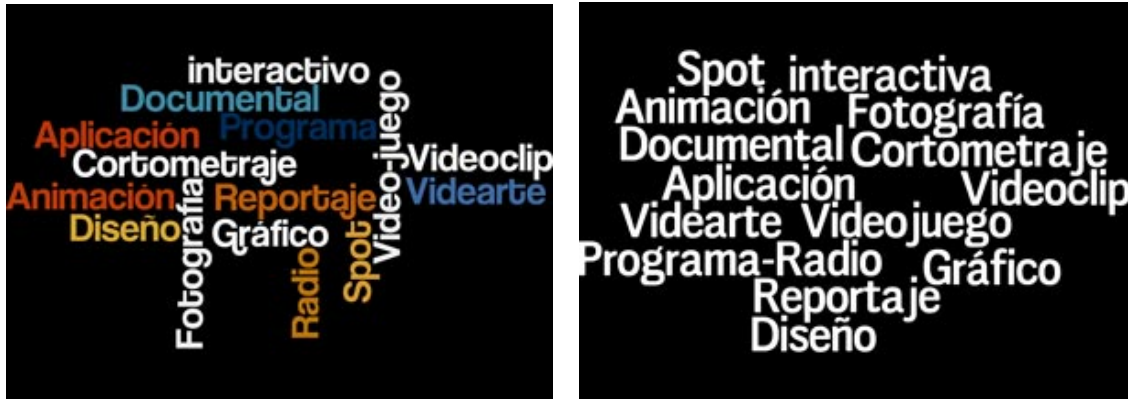 interactivo
Documental
Aplicación Programa
Cortometraje
Video-juego
Videoclip
Animación Reportaje
Videarte
Diseño
Fotografia
Gráfico
Spot
Radio
Spot interactiva
Animación Fotografía
Documental Cortometraje
Aplicación Videoclip
Videarte Videojuego
Programa-Radio Gráfico
Reportaje
Diseño